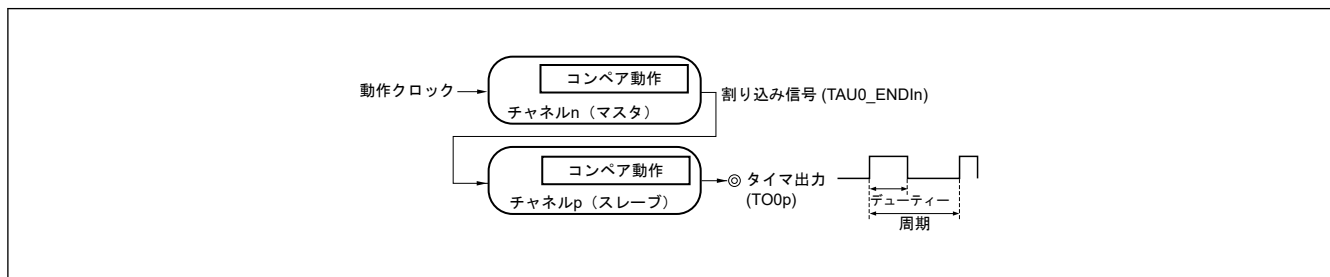 コンペア動作
動作クロック
割り込み信号 (TAU0_ENDIn)
チャネルn（マスタ）
コンペア動作
◎ タイマ出力
(TO0p)
チャネルp（スレーブ）
デューティー
周期